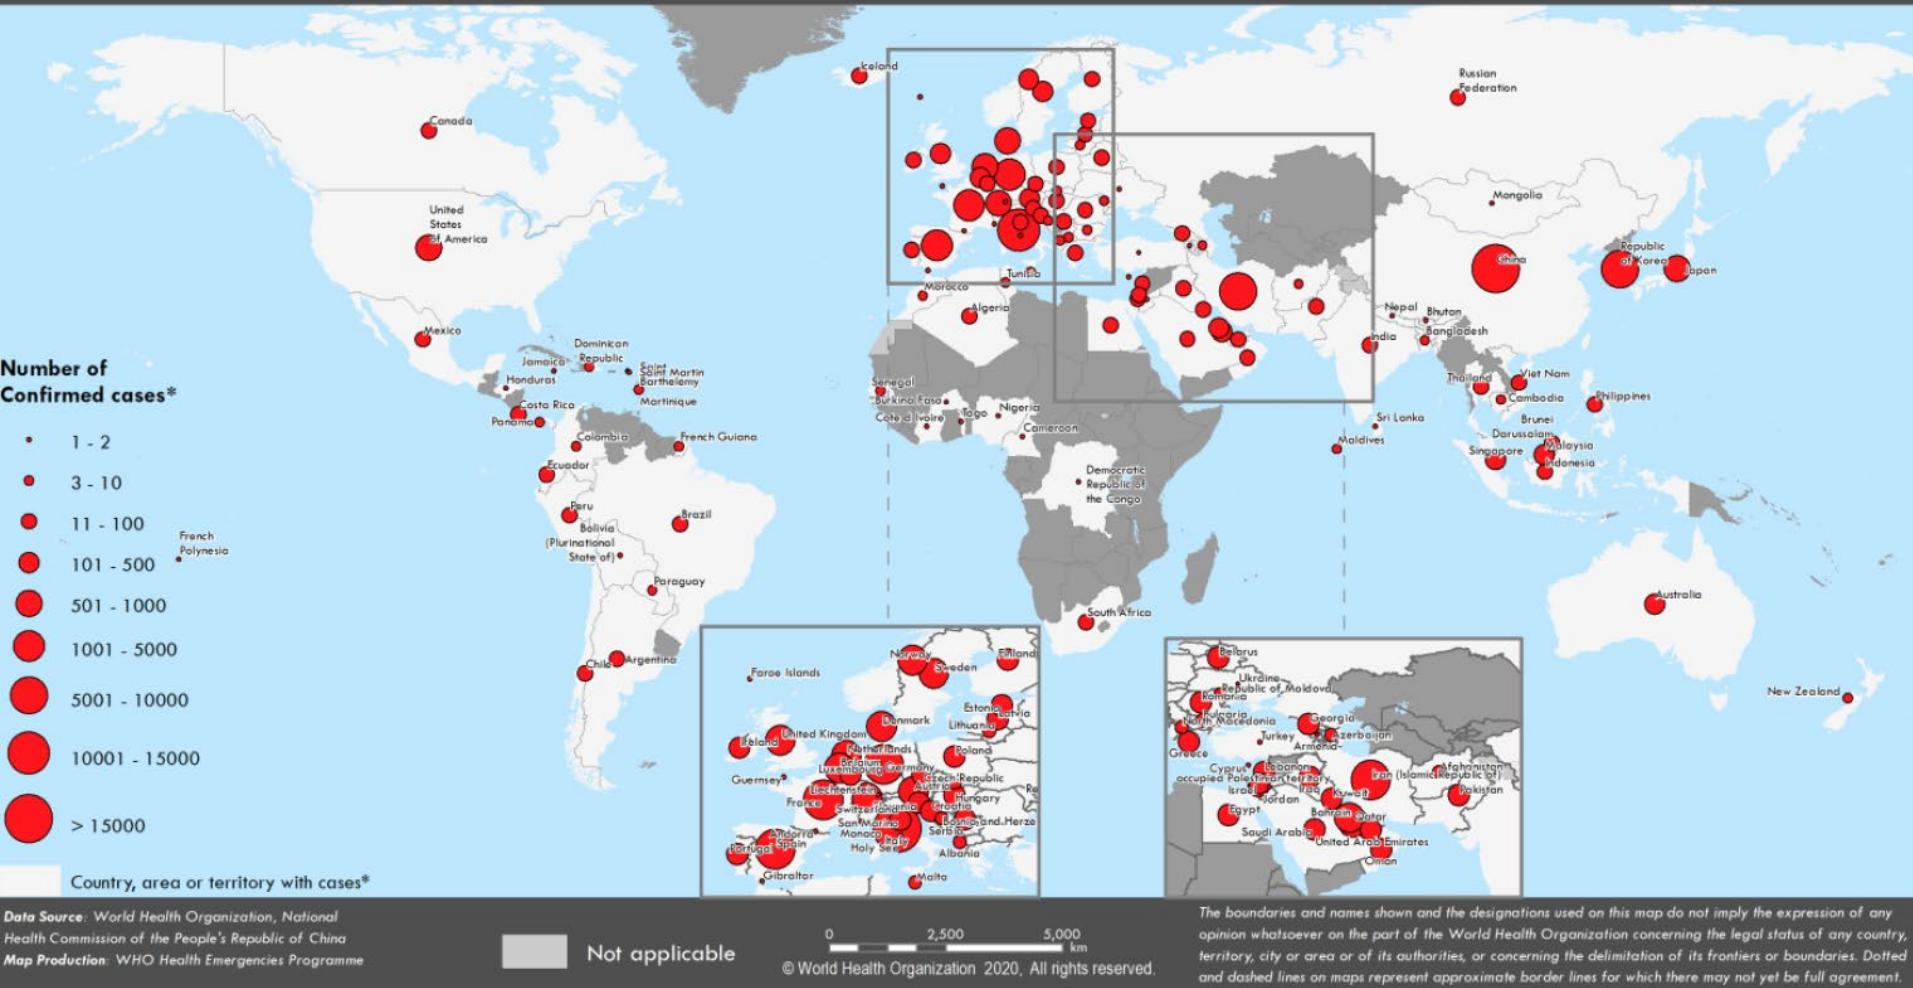 Iceland
Russian
Federation
Canada
United
States
of America
Mongolia
China
Republic
of Korea
Japan
Tunisia
Morocco
Algeria
Mexico
Dominican
Republic
Jamaica
Saint Martin
Barthelemy
Honduras
Martinique
Costa Rica
Panama
Colombia
French Guiana
Ecuador
Peru
Brazil
Bolivia
(Plurinational
State of)
Paraguay
French
Polynesia
Chile
Argentina
Senegal
Burkina Faso
Cote d Ivoire
Togo
Nigeria
Cameroon
Democratic
Republic of
the Congo
South Africa
Nepal
Bhutan
Bangladesh
India
Thailand
Viet Nam
Cambodia
Philippines
Sri Lanka
Maldives
Brunei
Darussalam
Malaysia
Singapore
Indonesia
Australia
New Zealand
Number of
Confirmed cases*
1 - 2
3 - 10
11 - 100
101 - 500
501 - 1000
1001 - 5000
5001 - 10000
10001 - 15000
> 15000
Country, area or territory with cases*
Faroe Islands
Norway
Sweden
Finland
Estonia
Latvia
Lithuania
Denmark
Ireland
United Kingdom
Netherlands
Poland
Belgium
Germany
Luxembourg
Guernsey
Czech Republic
Liechtenstein
Austria
France
Hungary
Switzerland
Croatia
San Marino
Bosnia and Herze
Monaco
Serbia
Andorra
Italy
Portugal
Spain
Holy See
Albania
Gibraltar
Malta
Belarus
Ukraine
Republic of Moldova
Romania
Bulgaria
North Macedonia
Georgia
Azerbaijan
Turkey
Armenia
Greece
Cyprus
Lebanon
occupied Palestinian territory
Iran (Islamic Republic of)
Afghanistan
Israel
Iraq
Kuwait
Pakistan
Jordan
Egypt
Bahrain
Qatar
Saudi Arabia
United Arab Emirates
Oman
Data Source: World Health Organization, National
Health Commission of the People's Republic of China
Map Production: WHO Health Emergencies Programme
Not applicable
0 2,500 5,000
km
© World Health Organization 2020, All rights reserved.
The boundaries and names shown and the designations used on this map do not imply the expression of any
opinion whatsoever on the part of the World Health Organization concerning the legal status of any country,
territory, city or area or of its authorities, or concerning the delimitation of its frontiers or boundaries. Dotted
and dashed lines on maps represent approximate border lines for which there may not yet be full agreement.